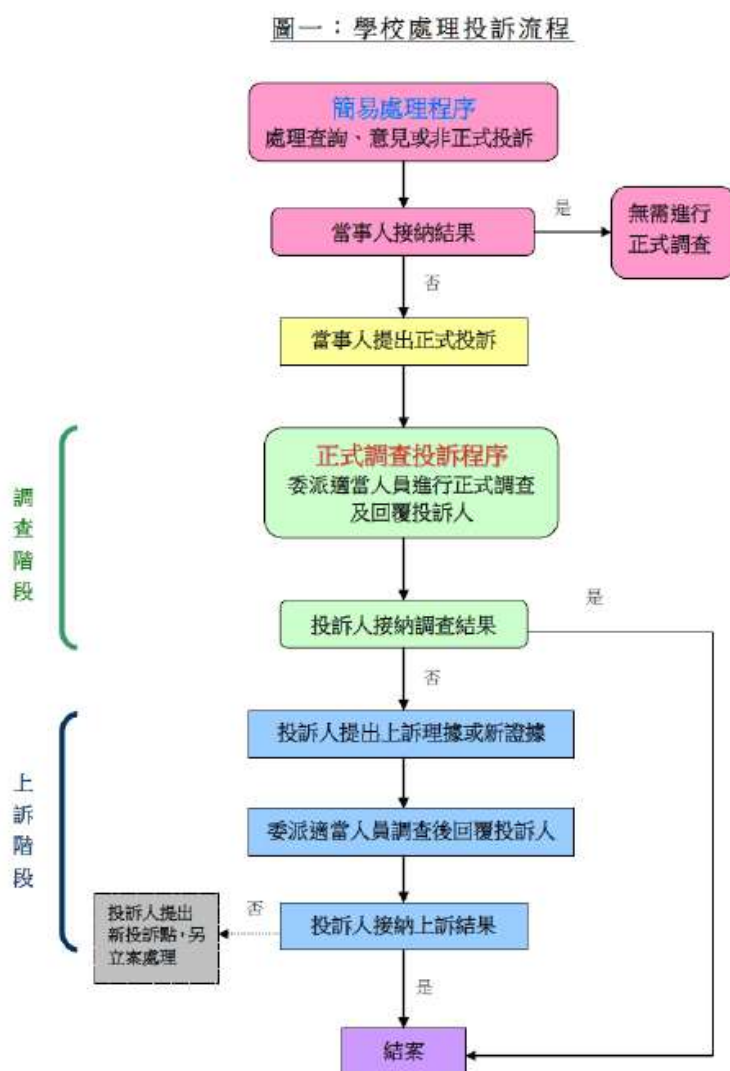 圖一：學校處理投訴流程
簡易處理程序
處理查詢、意見或非正式投訴
當事人接納結果
是
無需進行
正式調查
否
當事人提出正式投訴
調查階段
正式調查投訴程序
委派適當人員進行正式調查
及回覆投訴人
投訴人接納調查結果
是
否
上訴階段
投訴人提出上訴理據或新證據
委派適當人員調查後回覆投訴人
投訴人接納上訴結果
否
投訴人提出
新投訴點，另
立案處理
是
結案